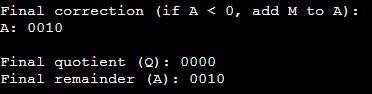 Final correction (if A < 0, add M to A):
A: 0010
Final quotient (Q): 0000
Final remainder (A): 0010